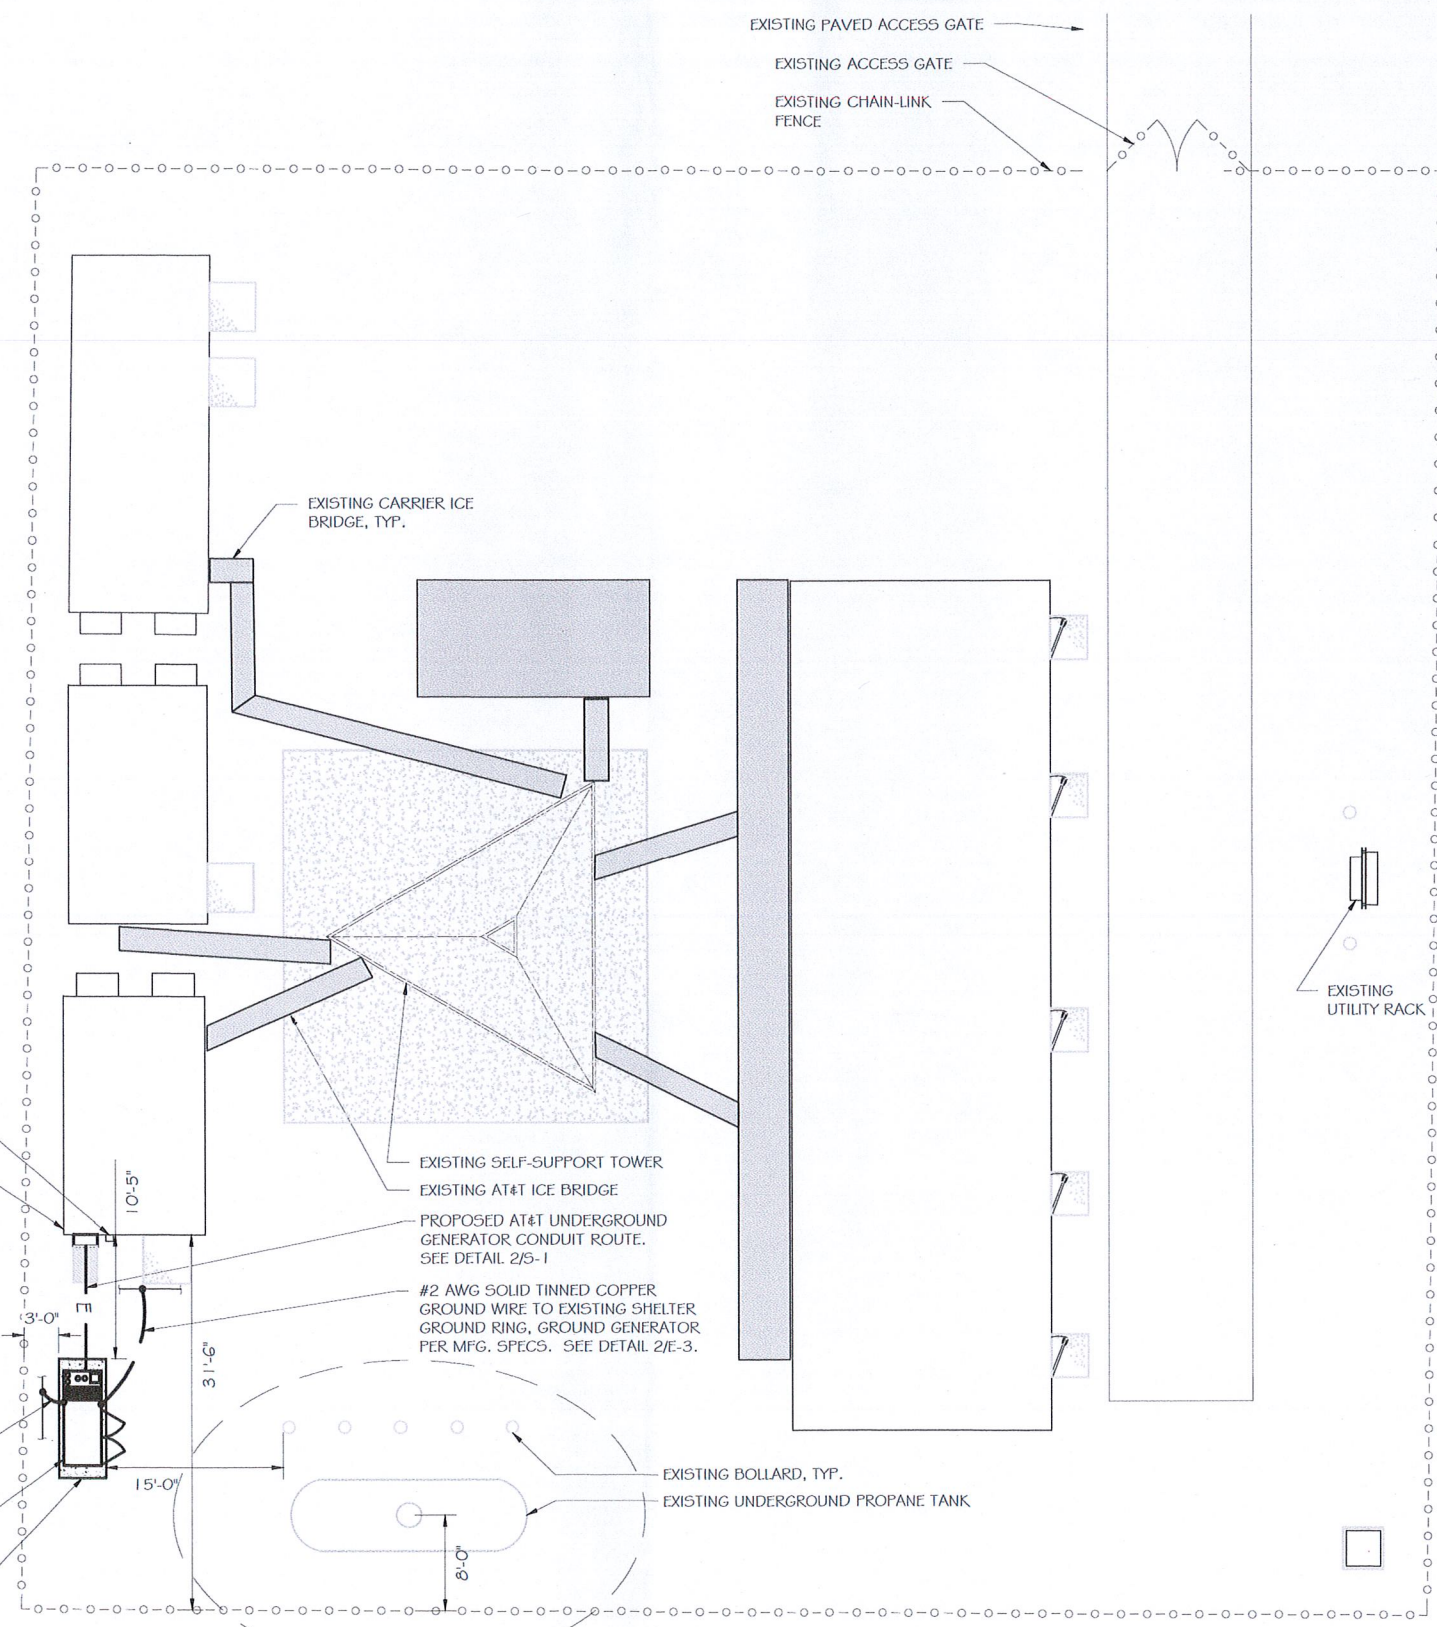 EXISTING PAVED ACCESS GATE
EXISTING ACCESS GATE
EXISTING CHAIN-LINK
FENCE
EXISTING CARRIER ICE
BRIDGE, TYP.
EXISTING
UTILITY RACK
EXISTING SELF-SUPPORT TOWER
EXISTING AT&T ICE BRIDGE
PROPOSED AT&T UNDERGROUND
GENERATOR CONDUIT ROUTE.
SEE DETAIL 2/S-1
#2 AWG SOLID TINNED COPPER
GROUND WIRE TO EXISTING SHELTER
GROUND RING, GROUND GENERATOR
PER MFG. SPECS. SEE DETAIL 2/E-3.
10'-5"
E
3'-0"
31'-6"
15'-0"
EXISTING BOLLARD, TYP.
EXISTING UNDERGROUND PROPANE TANK
8'-0"